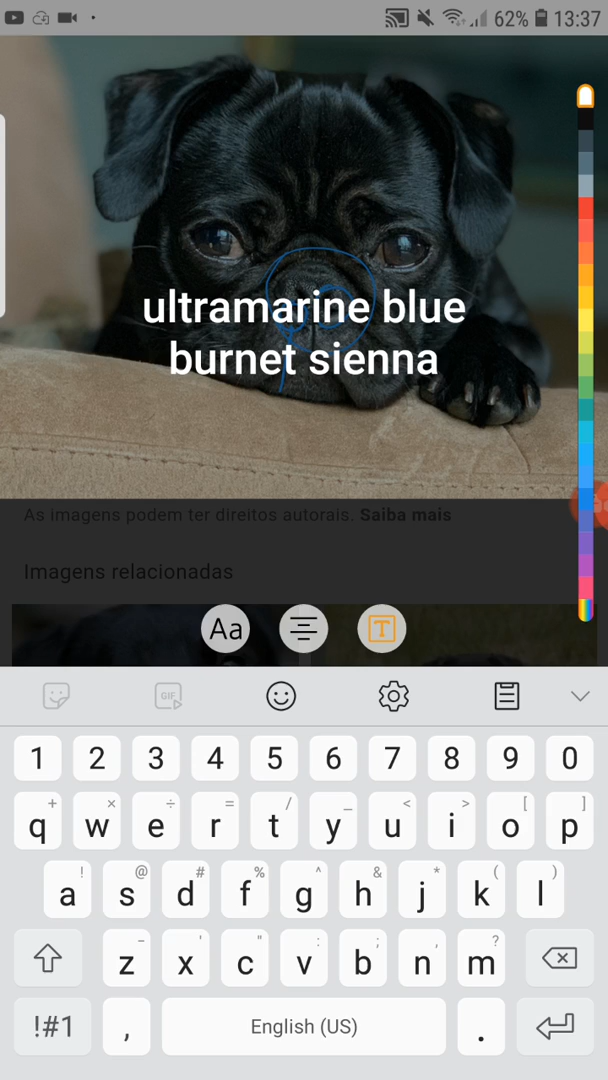 62% 13:37
ultramarine blue
burnet sienna
As imagens podem ter direitos autorais. Saiba mais
Imagens relacionadas
Aa
T
GIF
1 2 3 4 5 6 7 8 9 0
+ × ÷ = / _ < > [ ]
q w e r t y u i o p
! @ # % ^ & * ( )
a s d f g h j k l
- ' " : ; , ?
z x c v b n m
!#1 , English (US) .